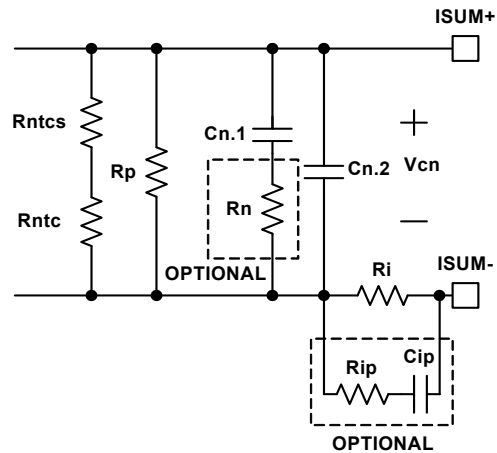 ISUM+
Rntcs
Cn.1
+
Rp
Cn.2
Vcn
Rntc
Rn
−
OPTIONAL
Ri
ISUM-
Rip
Cip
OPTIONAL